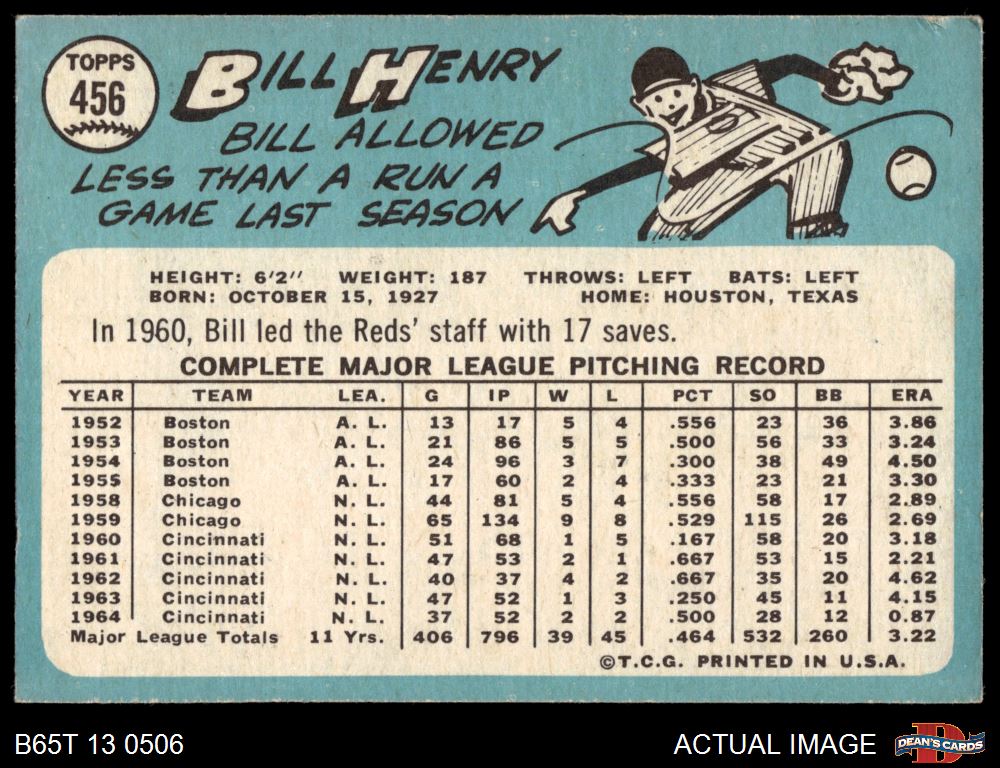 TOPPS
456
BILL HENRY
BILL ALLOWED
LESS THAN A RUN A
GAME LAST SEASON
HEIGHT: 6'2" WEIGHT: 187 THROWS: LEFT BATS: LEFT
BORN: OCTOBER 15, 1927 HOME: HOUSTON, TEXAS
In 1960, Bill led the Reds' staff with 17 saves.
COMPLETE MAJOR LEAGUE PITCHING RECORD
YEAR TEAM LEA. G IP W L PCT SO BB ERA
1952 Boston A. L. 13 17 5 4 .556 23 36 3.86
1953 Boston A. L. 21 86 5 5 .500 56 33 3.24
1954 Boston A. L. 24 96 3 7 .300 38 49 4.50
1955 Boston A. L. 17 60 2 4 .333 23 21 3.30
1958 Chicago N. L. 44 81 5 4 .556 58 17 2.89
1959 Chicago N. L. 65 134 9 8 .529 115 26 2.69
1960 Cincinnati N. L. 51 68 1 5 .167 58 20 3.18
1961 Cincinnati N. L. 47 53 2 1 .667 53 15 2.21
1962 Cincinnati N. L. 40 37 4 2 .667 35 20 4.62
1963 Cincinnati N. L. 47 52 1 3 .250 45 11 4.15
1964 Cincinnati N. L. 37 52 2 2 .500 28 12 0.87
Major League Totals 11 Yrs. 406 796 39 45 .464 532 260 3.22
©T.C.G. PRINTED IN U.S.A.
B65T 13 0506 ACTUAL IMAGE
D
DEAN'S CARDS